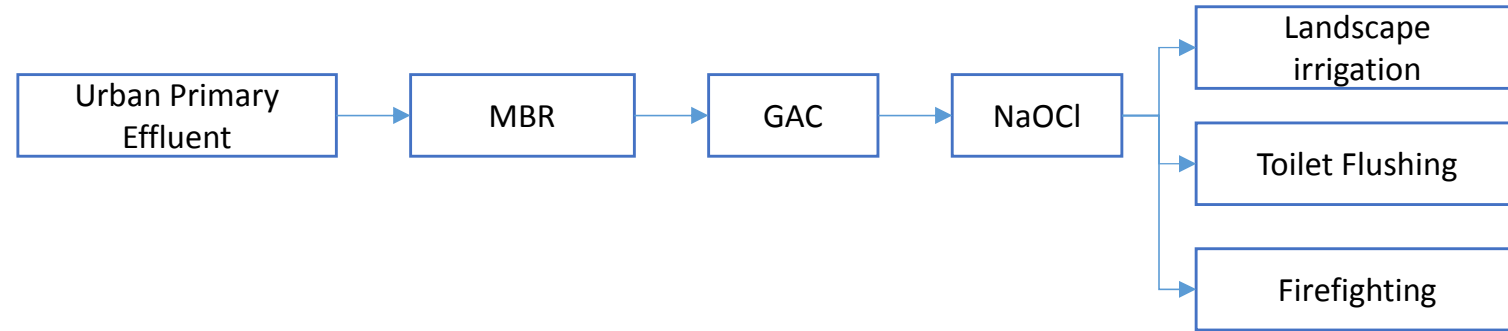 Urban Primary
Effluent
MBR
GAC
NaOCl
Landscape
irrigation
Toilet Flushing
Firefighting